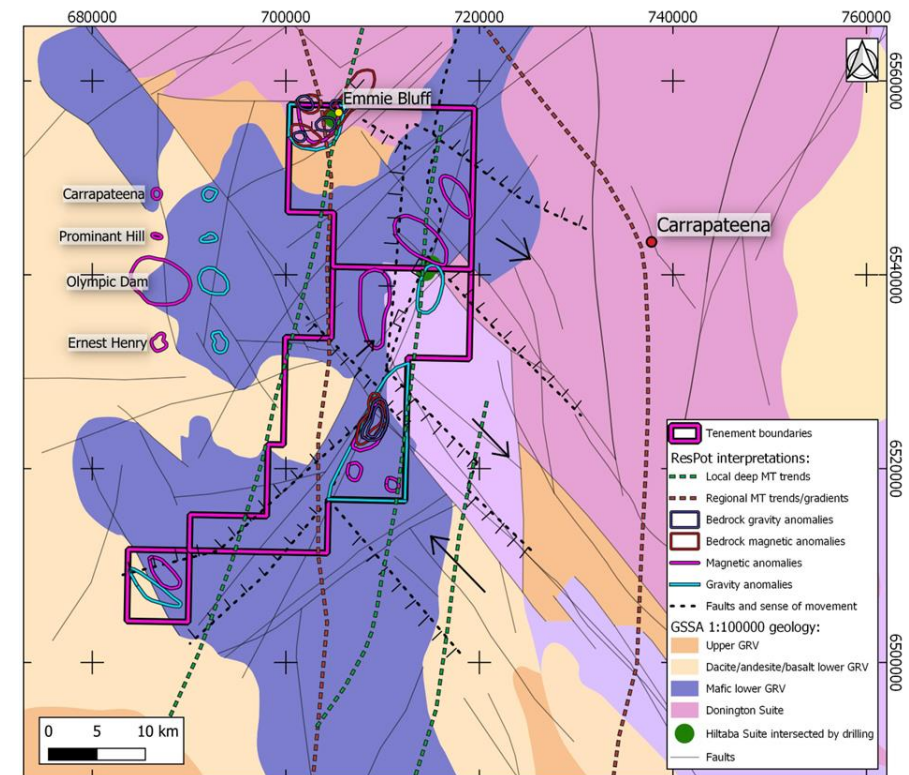 680000 700000 720000 740000 760000
6560000
Emmie Bluff
Carrapateena
Carrapateena
Prominant Hill
6540000
Olympic Dam
Ernest Henry
6520000
6500000
Tenement boundaries
ResPot interpretations:
Local deep MT trends
Regional MT trends/gradients
Bedrock gravity anomalies
Bedrock magnetic anomalies
Magnetic anomalies
Gravity anomalies
Faults and sense of movement
GSSA 1:100000 geology:
Upper GRV
Dacite/andesite/basalt lower GRV
Mafic lower GRV
Donington Suite
Hiltaba Suite intersected by drilling
Faults
0 5 10 km